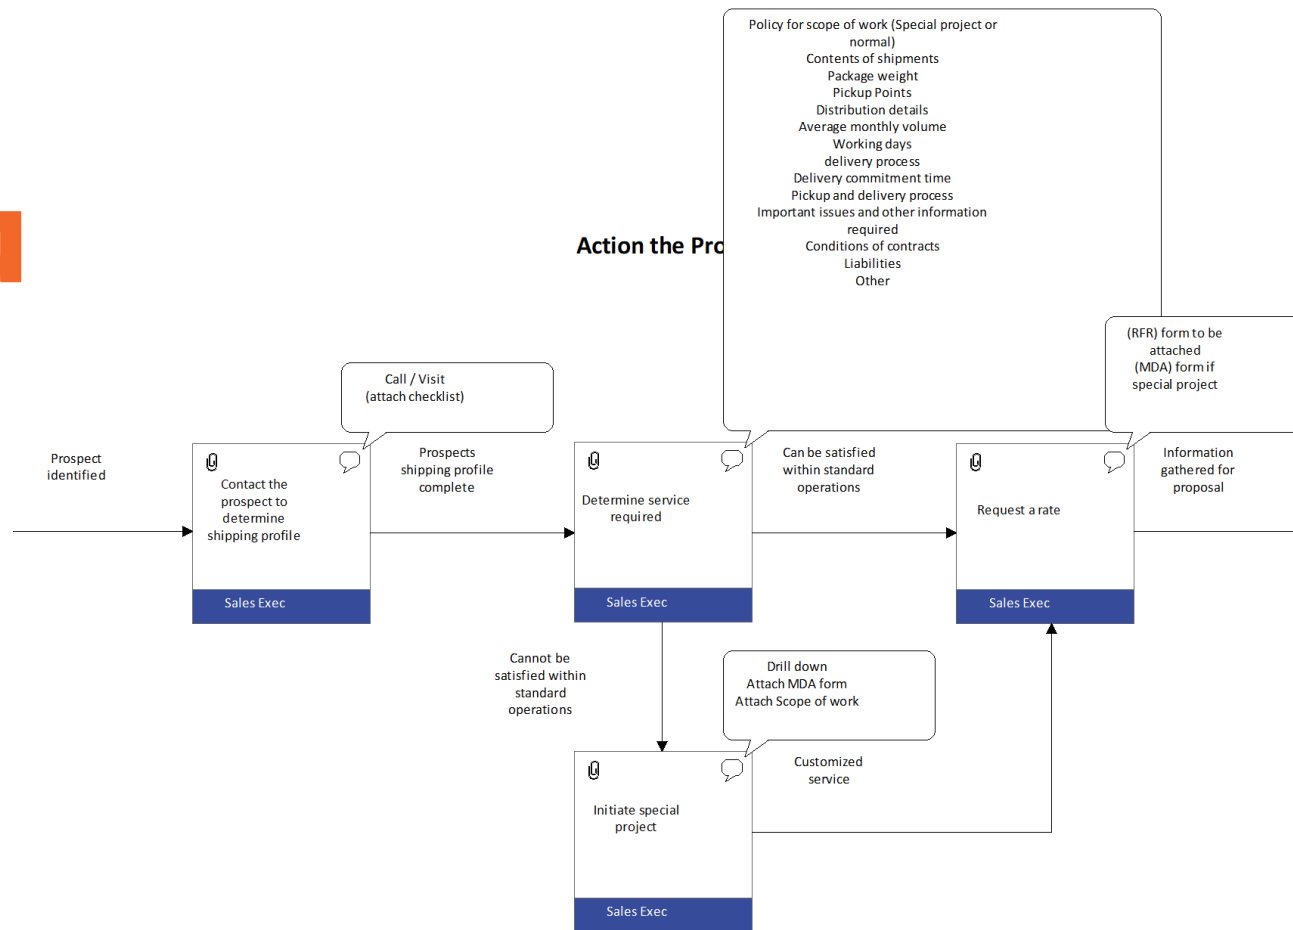 Policy for scope of work (Special project or
normal)
Contents of shipments
Package weight
Pickup Points
Distribution details
Average monthly volume
Working days
delivery process
Delivery commitment time
Pickup and delivery process
Important issues and other information
required
Conditions of contracts
Liabilities
Other
Action the Pro
(RFR) form to be
attached
(MDA) form if
special project
Call / Visit
(attach checklist)
Prospect
identified
Contact the
prospect to
determine
shipping profile
Sales Exec
Prospects
shipping profile
complete
Determine service
required
Sales Exec
Can be satisfied
within standard
operations
Request a rate
Sales Exec
Information
gathered for
proposal
Cannot be
satisfied within
standard
operations
Drill down
Attach MDA form
Attach Scope of work
Initiate special
project
Sales Exec
Customized
service